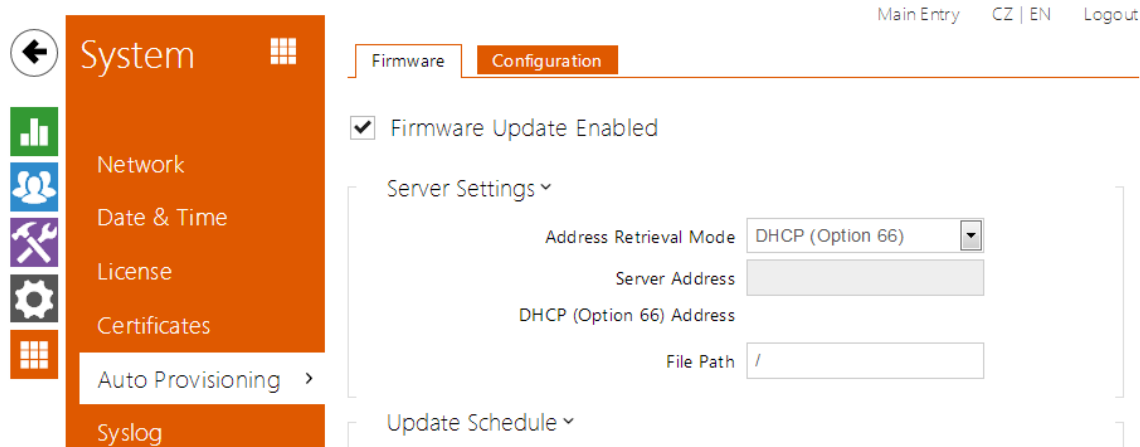 Main Entry CZ | EN Logout
System
Firmware Configuration
Firmware Update Enabled
Network
Server Settings
Date & Time
Address Retrieval Mode DHCP (Option 66)
License
Server Address
DHCP (Option 66) Address
Certificates
File Path /
Auto Provisioning
Update Schedule
Syslog